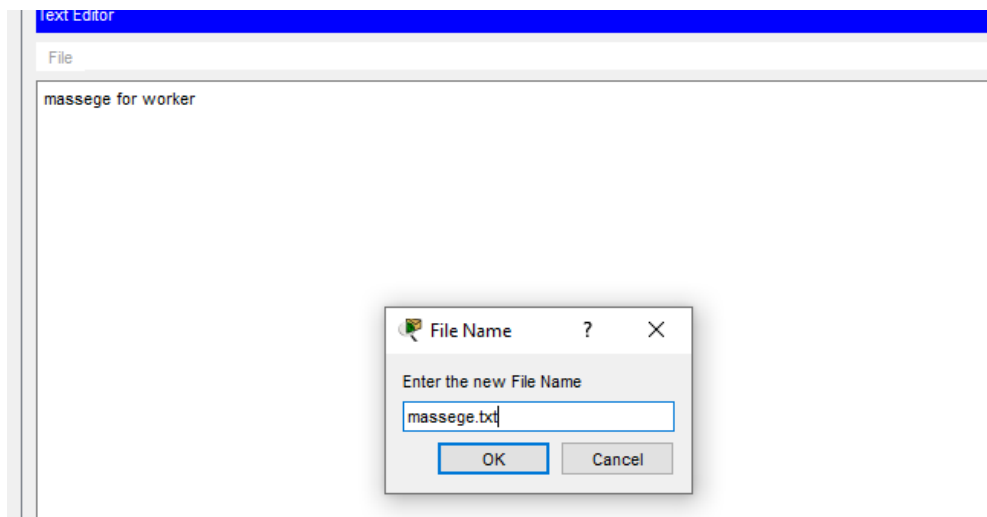 Text Editor
File
massege for worker
File Name ?
Enter the new File Name
massege.txt
OK Cancel